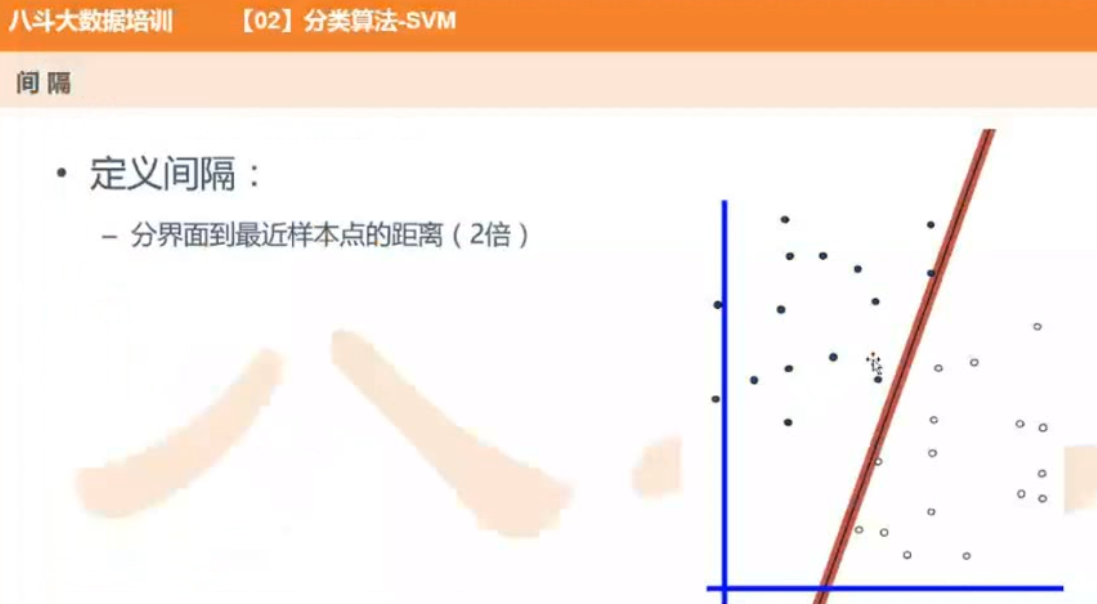 八斗大数据培训 【02】分类算法-SVM
间 隔
• 定义间隔：
– 分界面到最近样本点的距离（2倍）